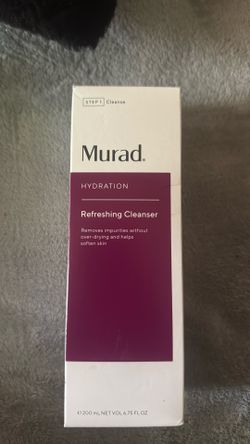 STEP 1 Cleanse
Murad.
HYDRATION
Refreshing Cleanser
Removes impurities without
over-drying and helps
soften skin
e 200 mL NET VOL 6.75 FL OZ